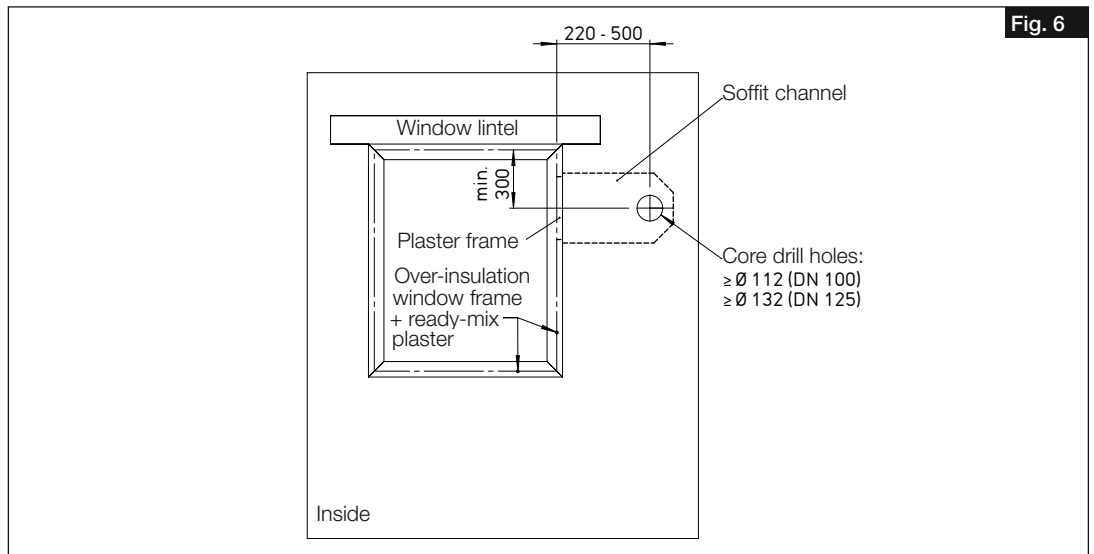 Fig. 6
220 - 500
Soffit channel
Window lintel
min.
300
Plaster frame
Over-insulation
window frame
+ ready-mix
plaster
Core drill holes:
≥ Ø 112 (DN 100)
≥ Ø 132 (DN 125)
Inside